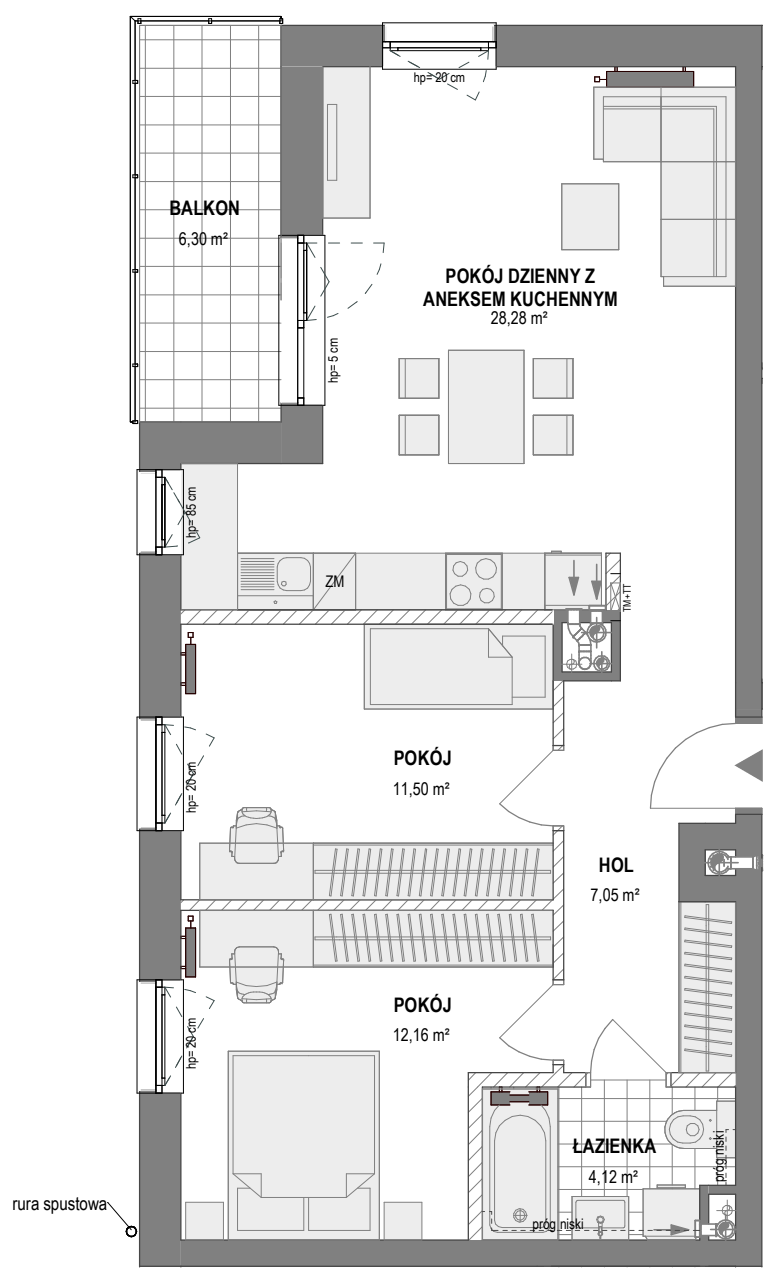 hp= 20 cm
BALKON
6,30 m²
POKÓJ DZIENNY Z
ANEKSEM KUCHENNYM
28,28 m²
hp= 5 cm
hp= 85 cm
ZM
TM+TT
POKÓJ
11,50 m²
hp= 20 cm
HOL
7,05 m²
POKÓJ
12,16 m²
hp= 20 cm
ŁAZIENKA
4,12 m²
próg niski
rura spustowa
próg niski